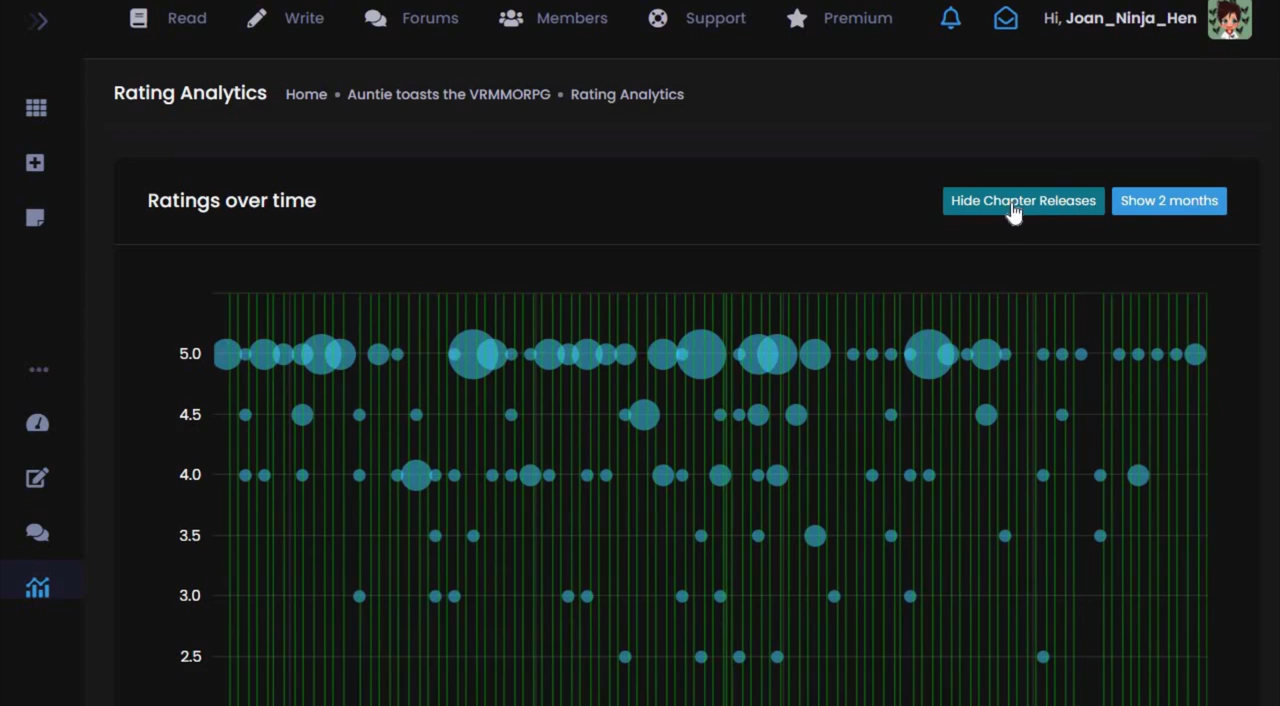 Read Write Forums Members Support Premium Hi, Joan_Ninja_Hen
Rating Analytics Home • Auntie toasts the VRMMORPG • Rating Analytics
Ratings over time Hide Chapter Releases Show 2 months
5.0
4.5
4.0
3.5
3.0
2.5